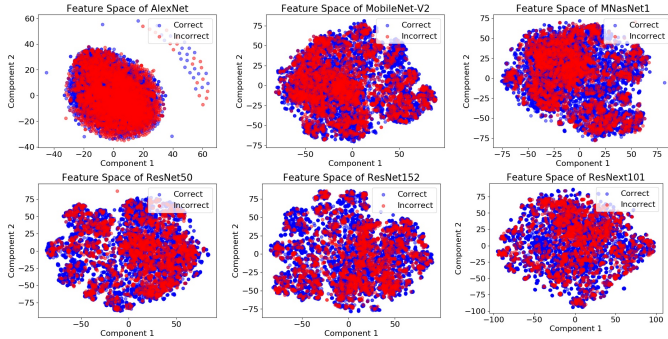 Feature Space of AlexNet
Correct
Incorrect
Component 2
60
40
20
0
−20
−40
−40 −20 0 20 40 60
Component 1
Feature Space of MobileNet-V2
Correct
Incorrect
Component 2
75
50
25
0
−25
−50
−75
−50 0 50
Component 1
Feature Space of MNasNet1
Correct
Incorrect
Component 2
75
50
25
0
−25
−50
−75
−75 −50 −25 0 25 50 75
Component 1
Feature Space of ResNet50
Correct
Incorrect
Component 2
75
50
25
0
−25
−50
−75
−50 0 50
Component 1
Feature Space of ResNet152
Correct
Incorrect
Component 2
75
50
25
0
−25
−50
−75
−50 0 50
Component 1
Feature Space of ResNext101
Correct
Incorrect
Component 2
75
50
25
0
−25
−50
−75
−100
−100 −50 0 50 100
Component 1